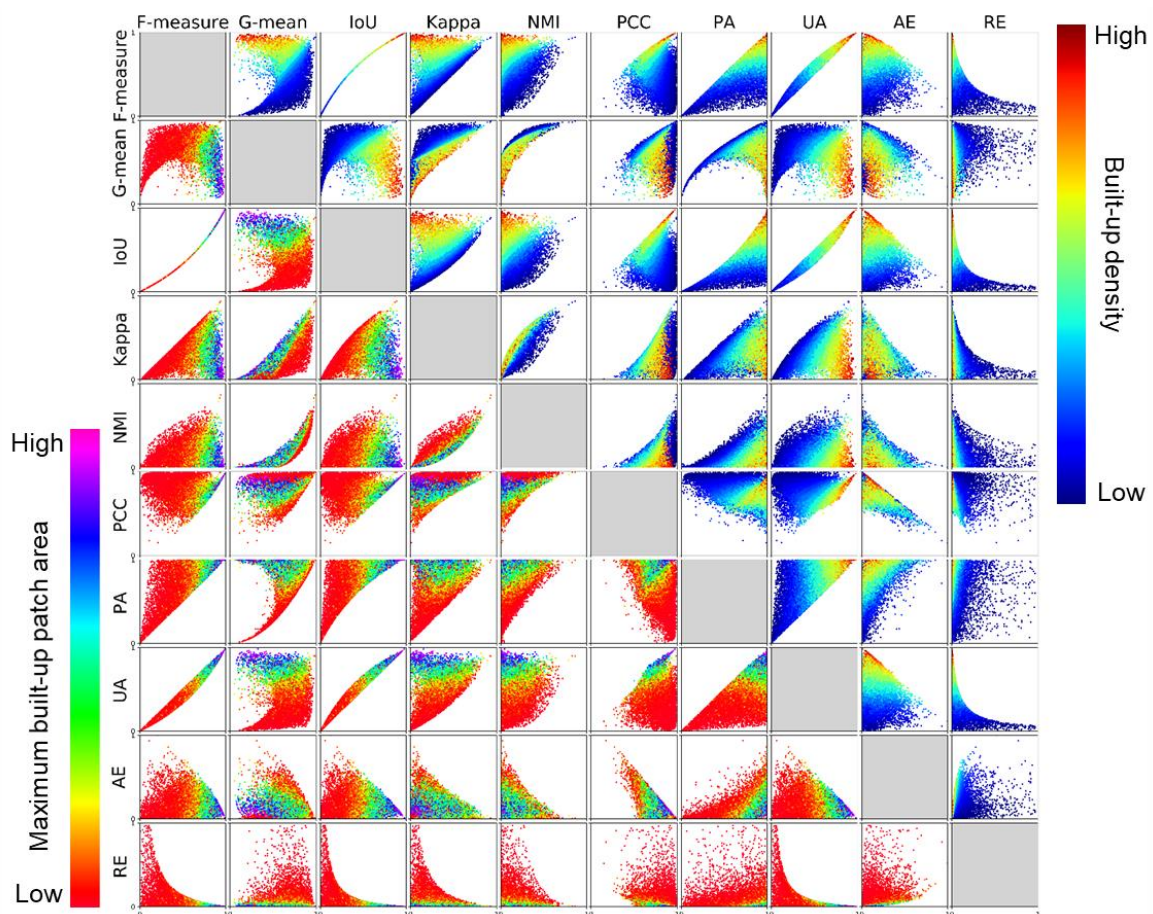 F-measure G-mean IoU Kappa NMI PCC PA UA AE RE
High
Built-up density
Low
F-measure
G-mean
IoU
Kappa
NMI
PCC
PA
UA
AE
RE
High
Maximum built-up patch area
Low